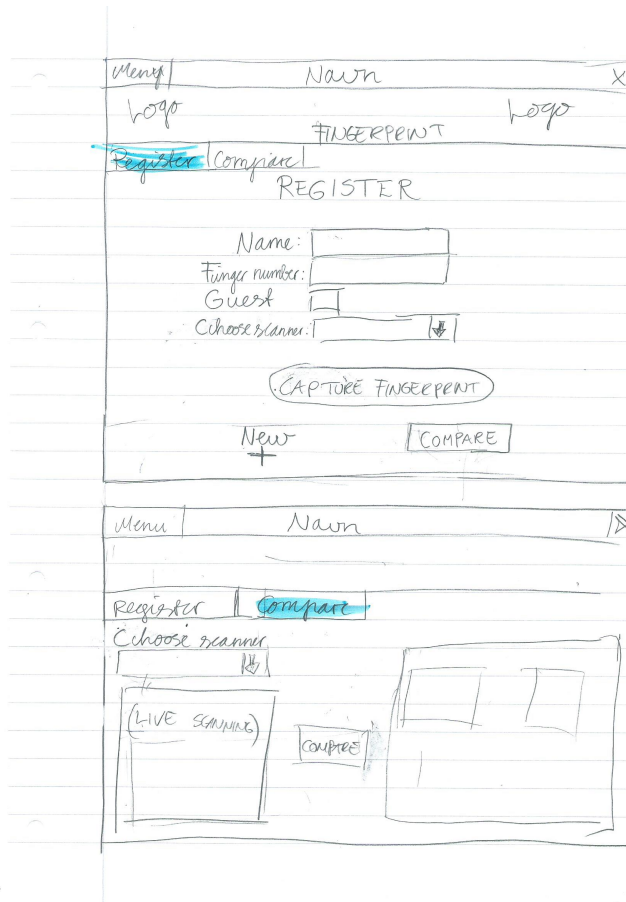 Menu Navn X
Logo Logo
FINGERPRINT
Register Compare
REGISTER
Name:
Finger number:
Guest
Choose scanner:
CAPTURE FINGERPRINT
New COMPARE
+
Menu Navn
Register Compare
Choose scanner
(LIVE SCANNING)
COMPARE